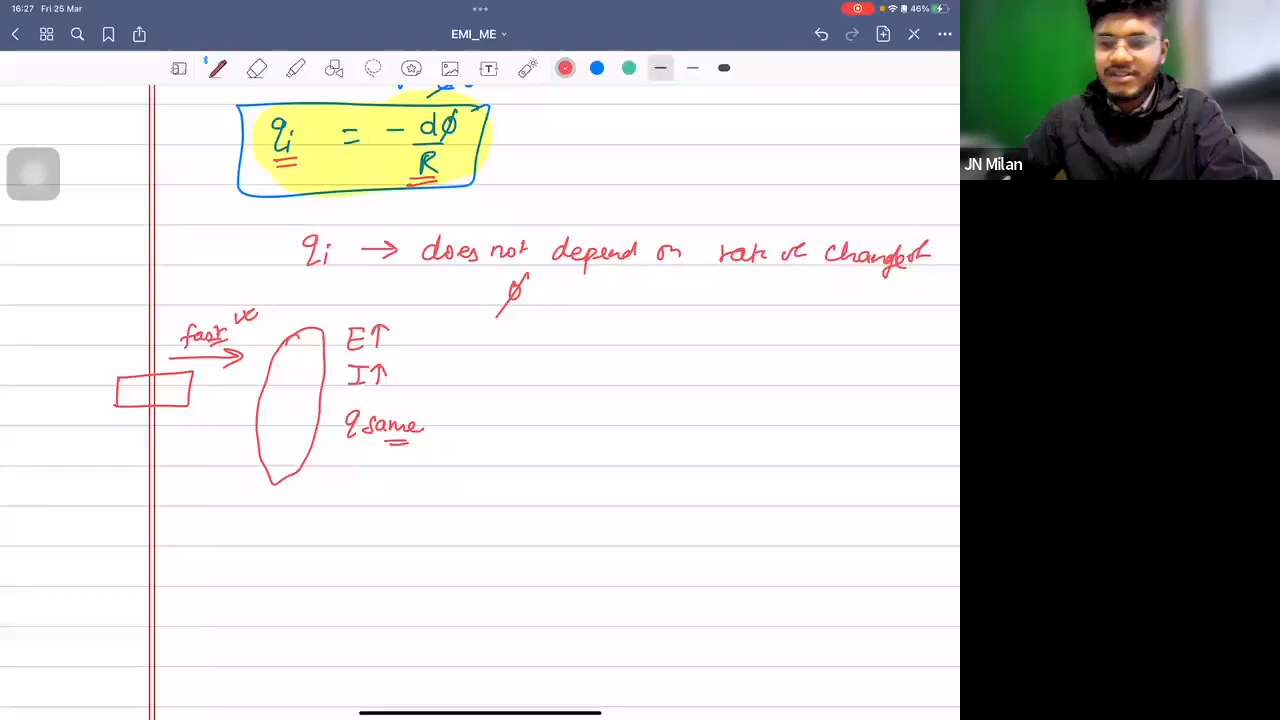 16:27 Fri 25 Mar
46%
EMI_ME
qi = - dϕ
R
qi → does not depend on rate of change of
ϕ
fast
E↑
I↑
q same
JN Milan